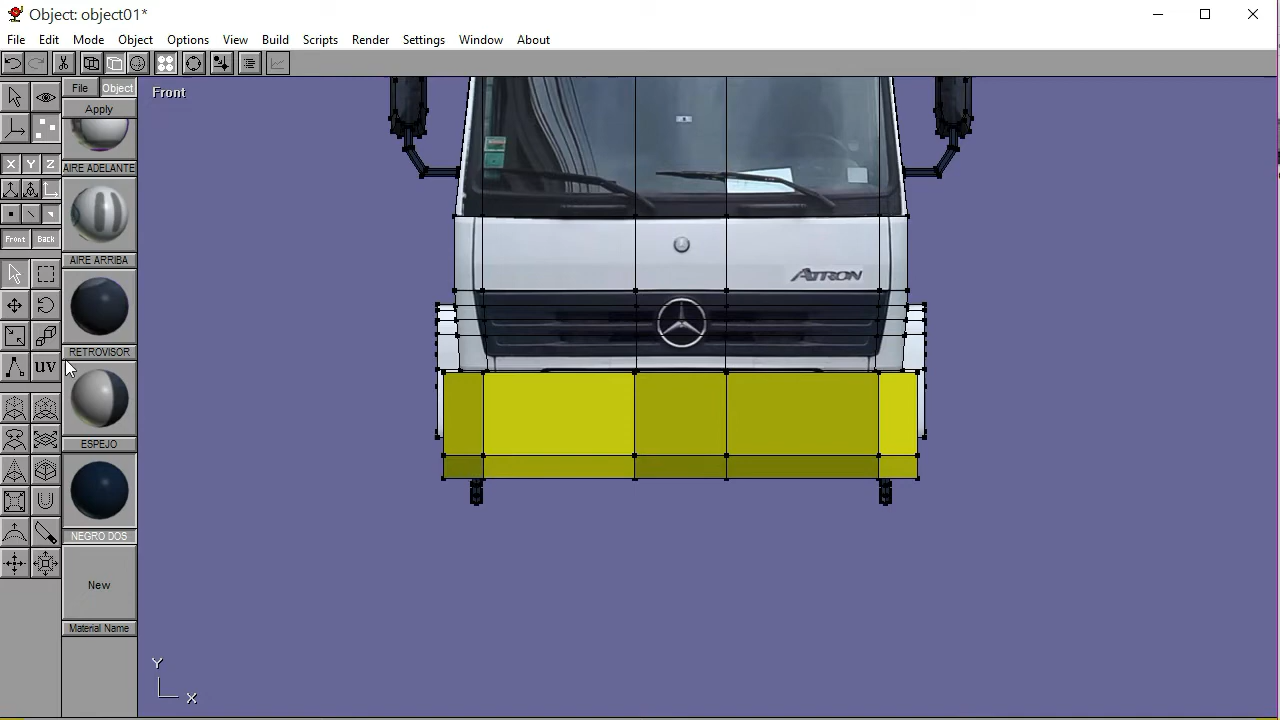 Object: object01*
File Edit Mode Object Options View Build Scripts Render Settings Window About
File Object
Apply
Front
AIRE ADELANTE
X Y Z
Front Back
AIRE ARRIBA
RETROVISOR
UV
ESPEJO
NEGRO DOS
New
Material Name
ATRON
Y
X